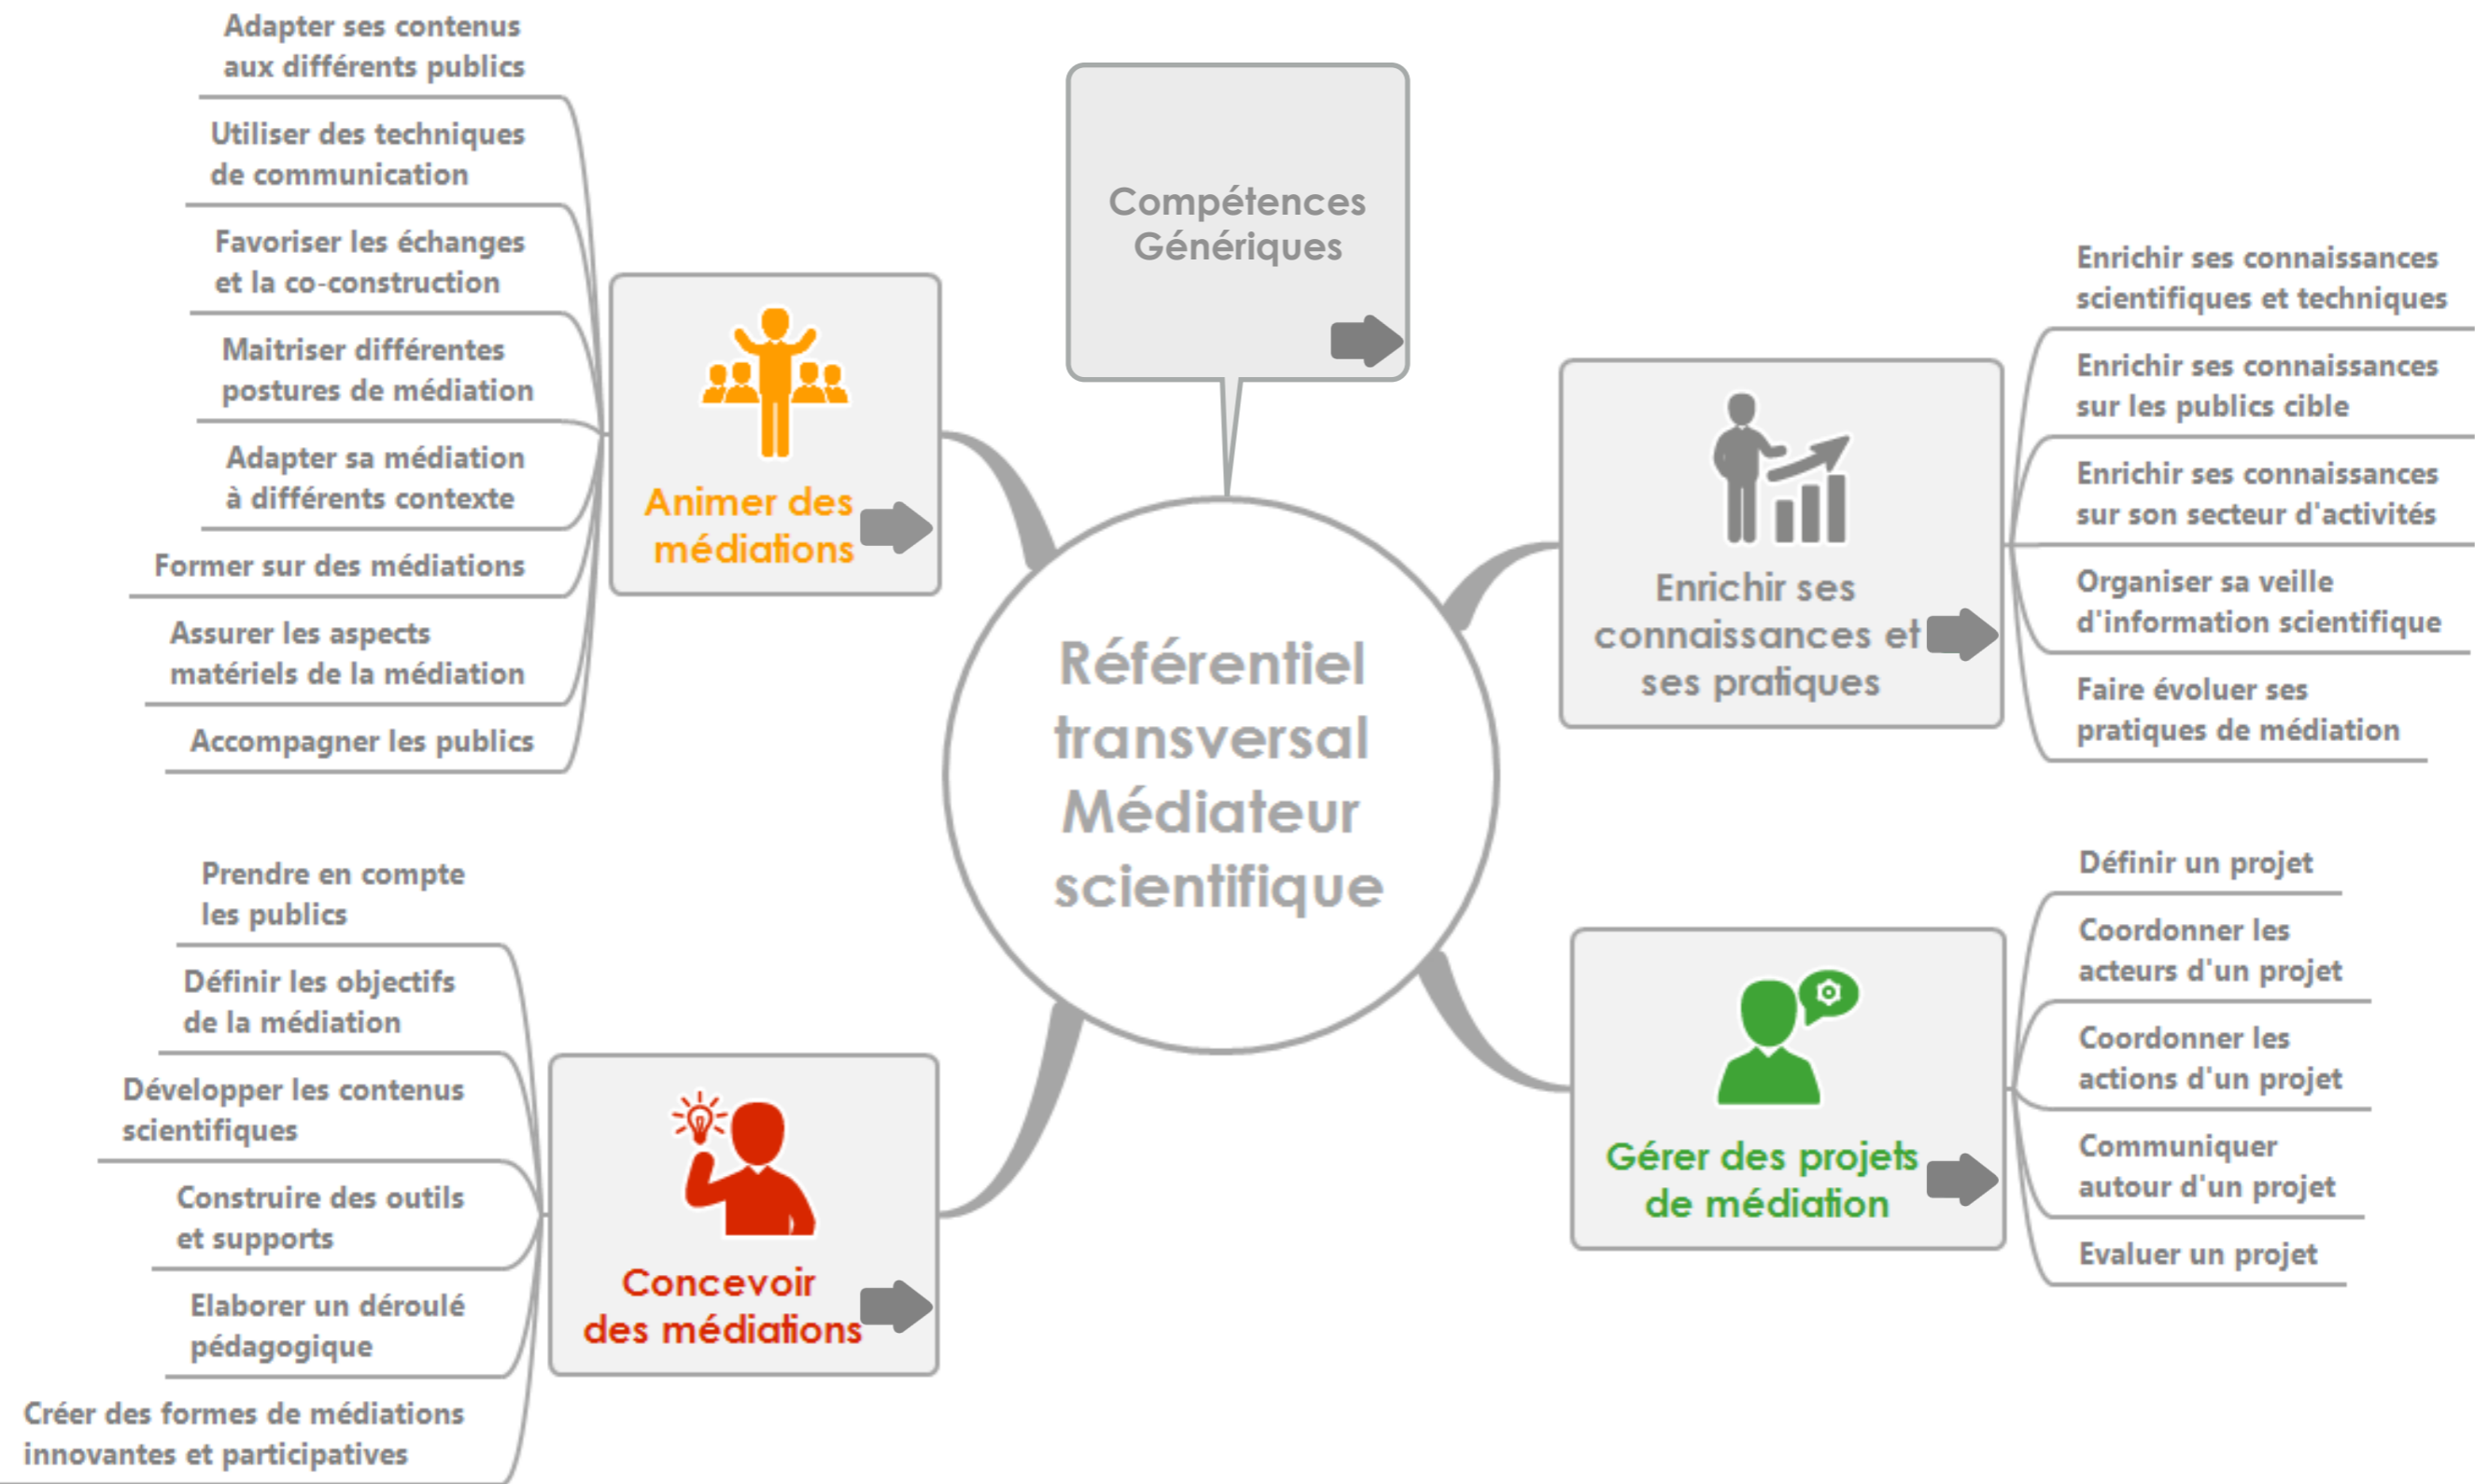 Adapter ses contenus
aux différents publics
Utiliser des techniques
de communication
Favoriser les échanges
et la co-construction
Maitriser différentes
postures de médiation
Adapter sa médiation
à différents contexte
Former sur des médiations
Assurer les aspects
matériels de la médiation
Accompagner les publics
Animer des
médiations
Compétences
Génériques
Enrichir ses
connaissances et
ses pratiques
Enrichir ses connaissances
scientifiques et techniques
Enrichir ses connaissances
sur les publics cible
Enrichir ses connaissances
sur son secteur d'activités
Organiser sa veille
d'information scientifique
Faire évoluer ses
pratiques de médiation
Référentiel
transversal
Médiateur
scientifique
Prendre en compte
les publics
Définir les objectifs
de la médiation
Développer les contenus
scientifiques
Construire des outils
et supports
Elaborer un déroulé
pédagogique
Créer des formes de médiations
innovantes et participatives
Concevoir
des médiations
Gérer des projets
de médiation
Définir un projet
Coordonner les
acteurs d'un projet
Coordonner les
actions d'un projet
Communiquer
autour d'un projet
Evaluer un projet